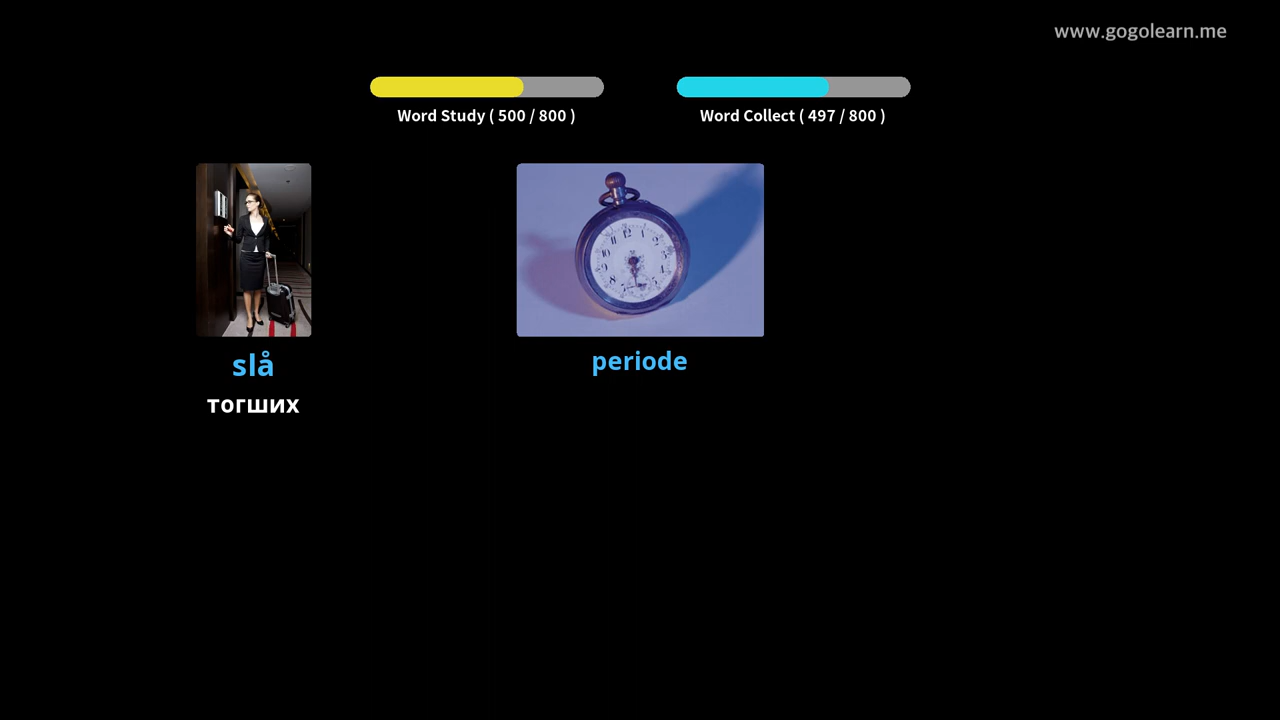 www.gogolearn.me
Word Study ( 500 / 800 )
Word Collect ( 497 / 800 )
slå
тогших
periode